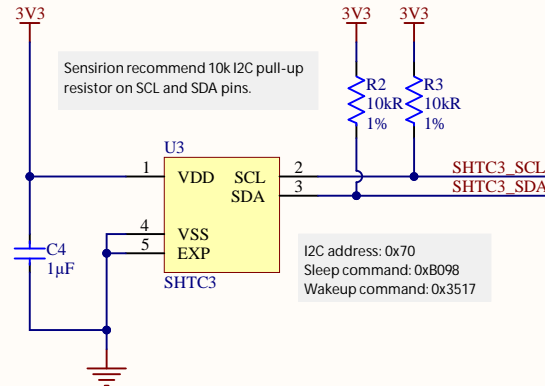 3V3
3V3
3V3
Sensirion recommend 10k I2C pull-up
resistor on SCL and SDA pins.
R2
10kR
1%
R3
10kR
1%
U3
1
VDD
SCL
2
SHTC3_SCL
SDA
3
SHTC3_SDA
4
VSS
5
EXP
SHTC3
C4
1µF
I2C address: 0x70
Sleep command: 0xB098
Wakeup command: 0x3517